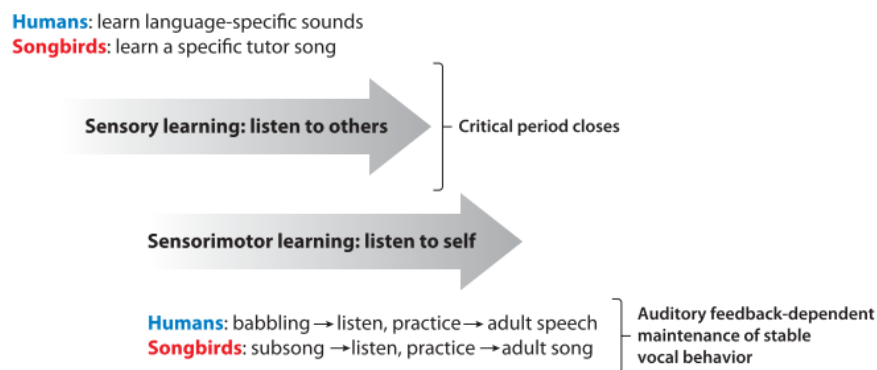 Humans: learn language-specific sounds
Songbirds: learn a specific tutor song
Sensory learning: listen to others
Critical period closes
Sensorimotor learning: listen to self
Humans: babbling→listen, practice→adult speech
Songbirds: subsong→listen, practice→adult song
Auditory feedback-dependent
maintenance of stable
vocal behavior